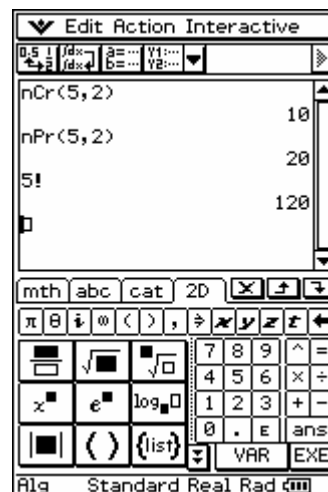 Edit Action Interactive
nCr(5,2)
10
nPr(5,2)
20
5!
120
mth abc cat 2D
π θ i ∞ ( ) , ⇒ x y z t ←
7 8 9 ^ =
4 5 6 × ÷
x e log 1 2 3 + -
( ) {list} 0 . E ans
VAR EXE
Alg Standard Real Rad